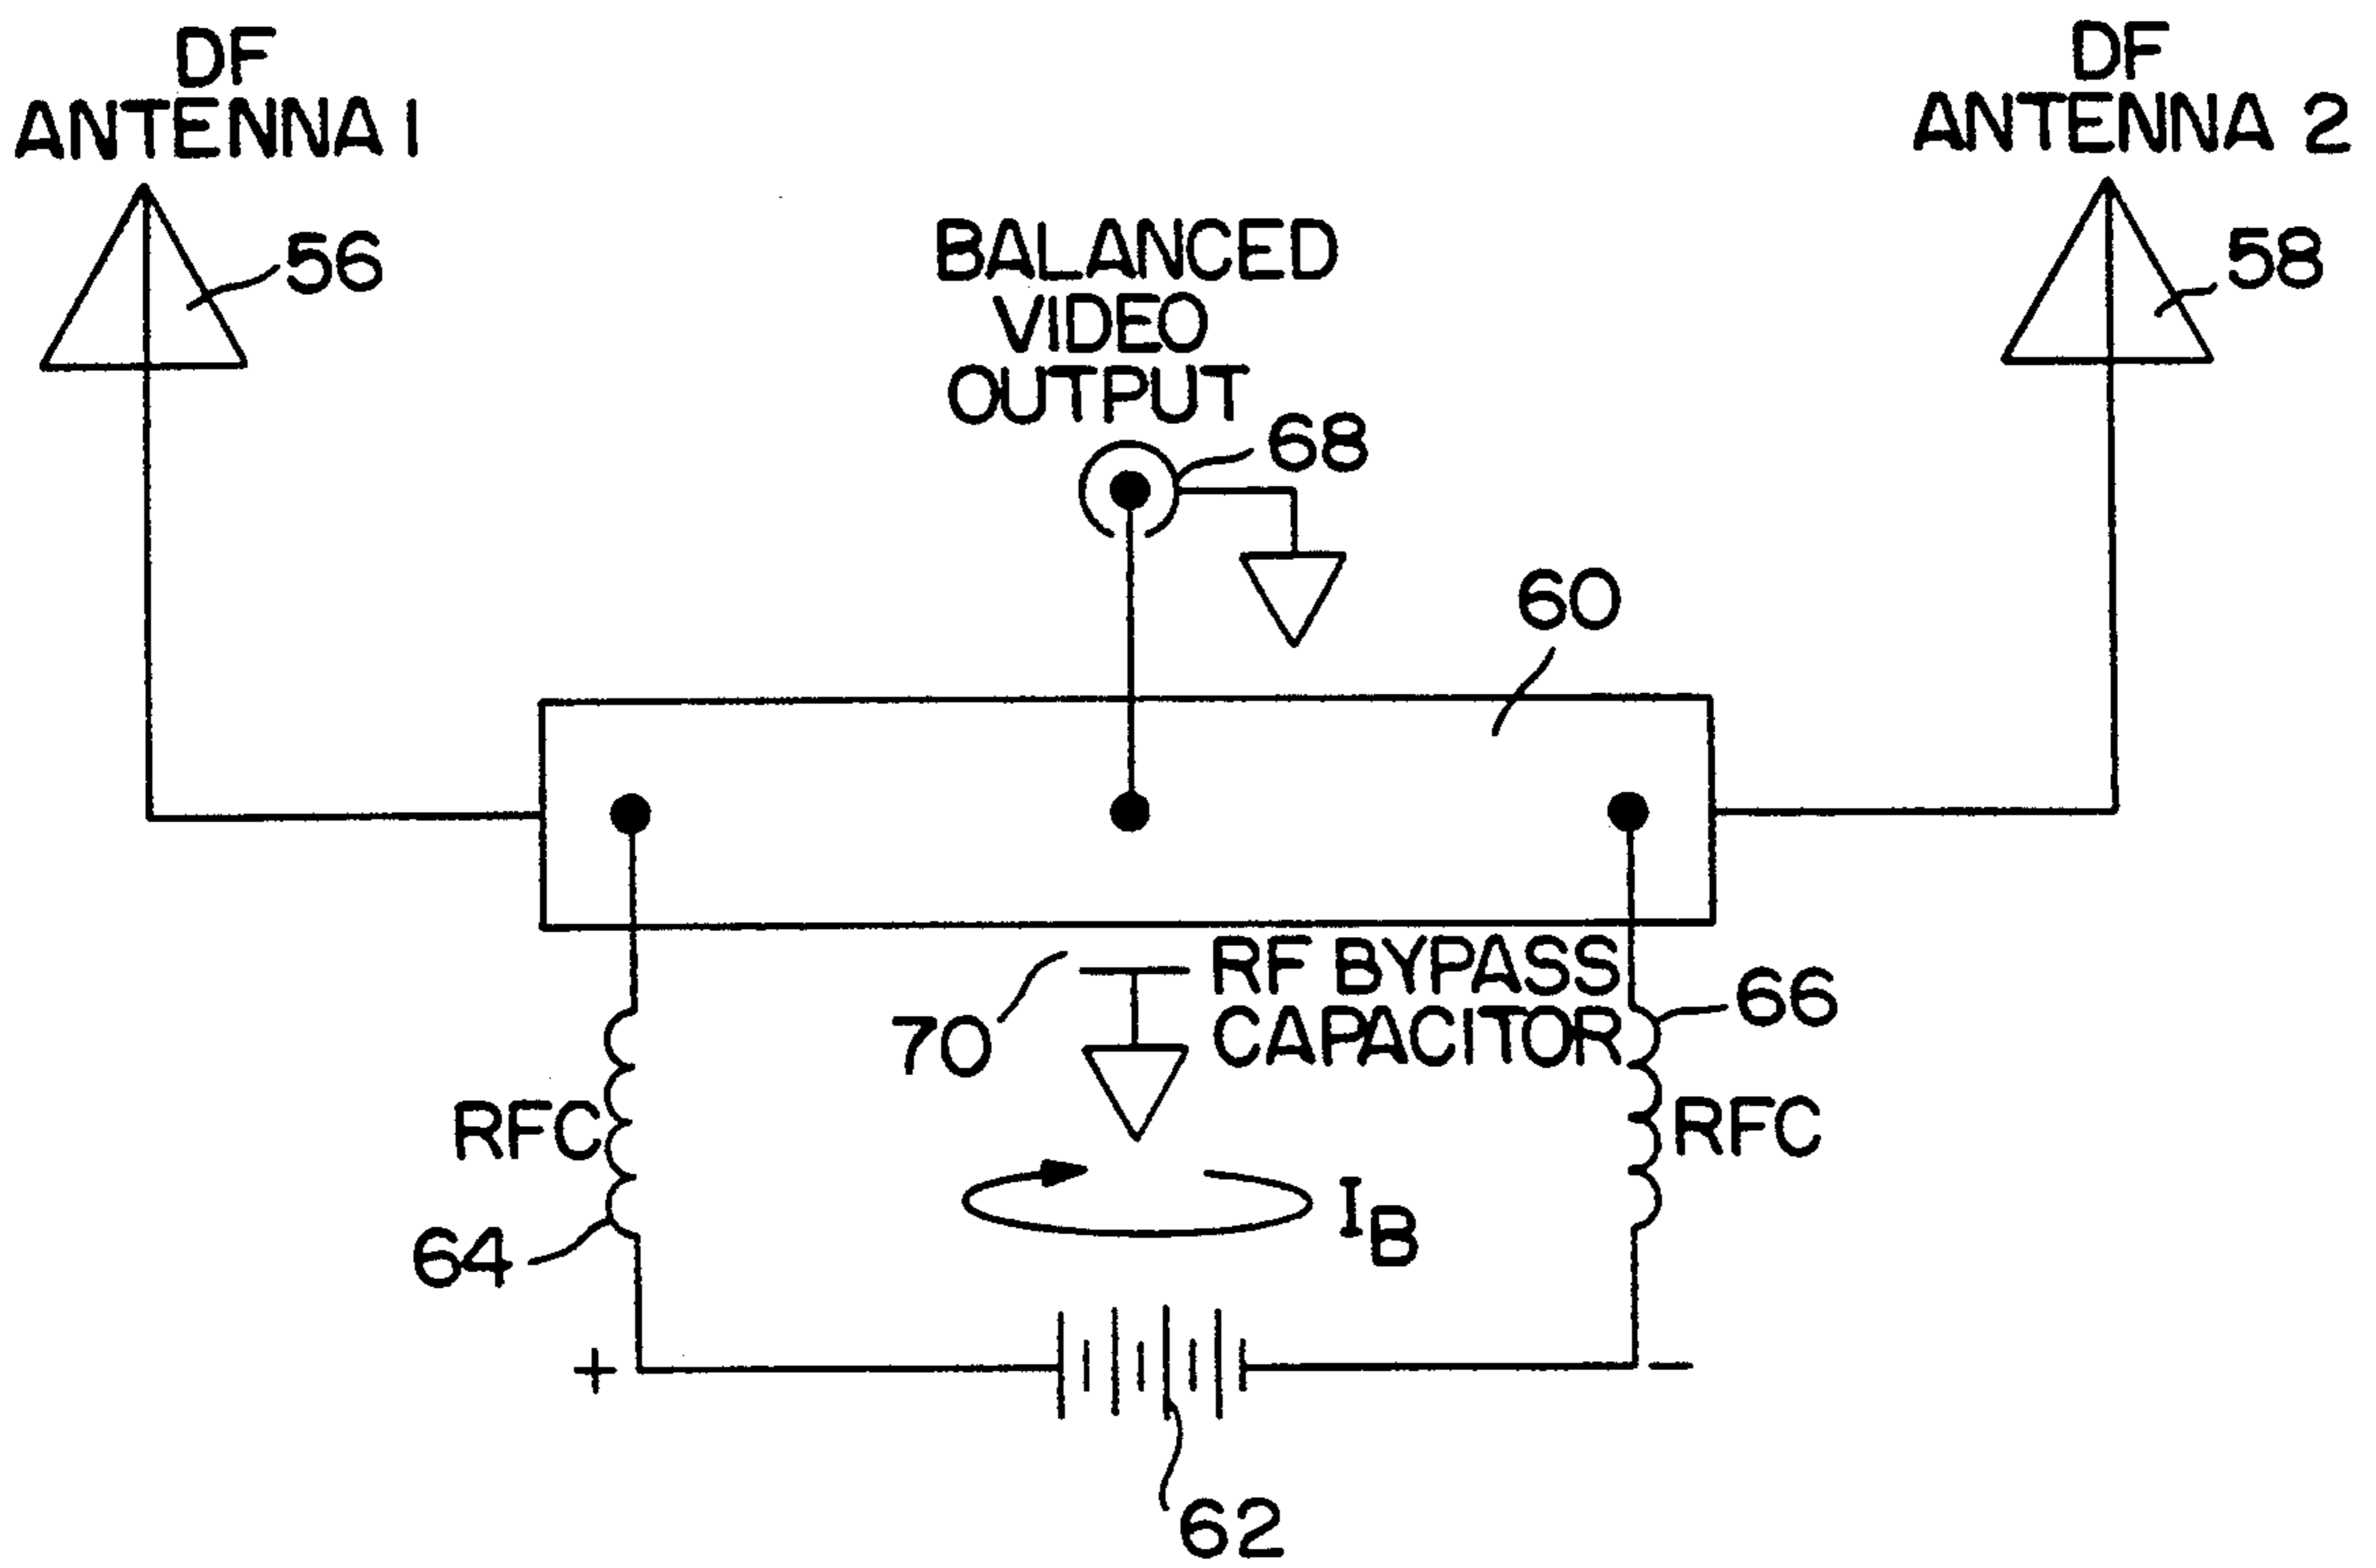 DF
ANTENNA 1
DF
ANTENNA 2
56
58
BALANCED
VIDEO
OUTPUT
68
60
RF BYPASS
CAPACITOR
70
66
RFC
RFC
IB
64
+
−
62